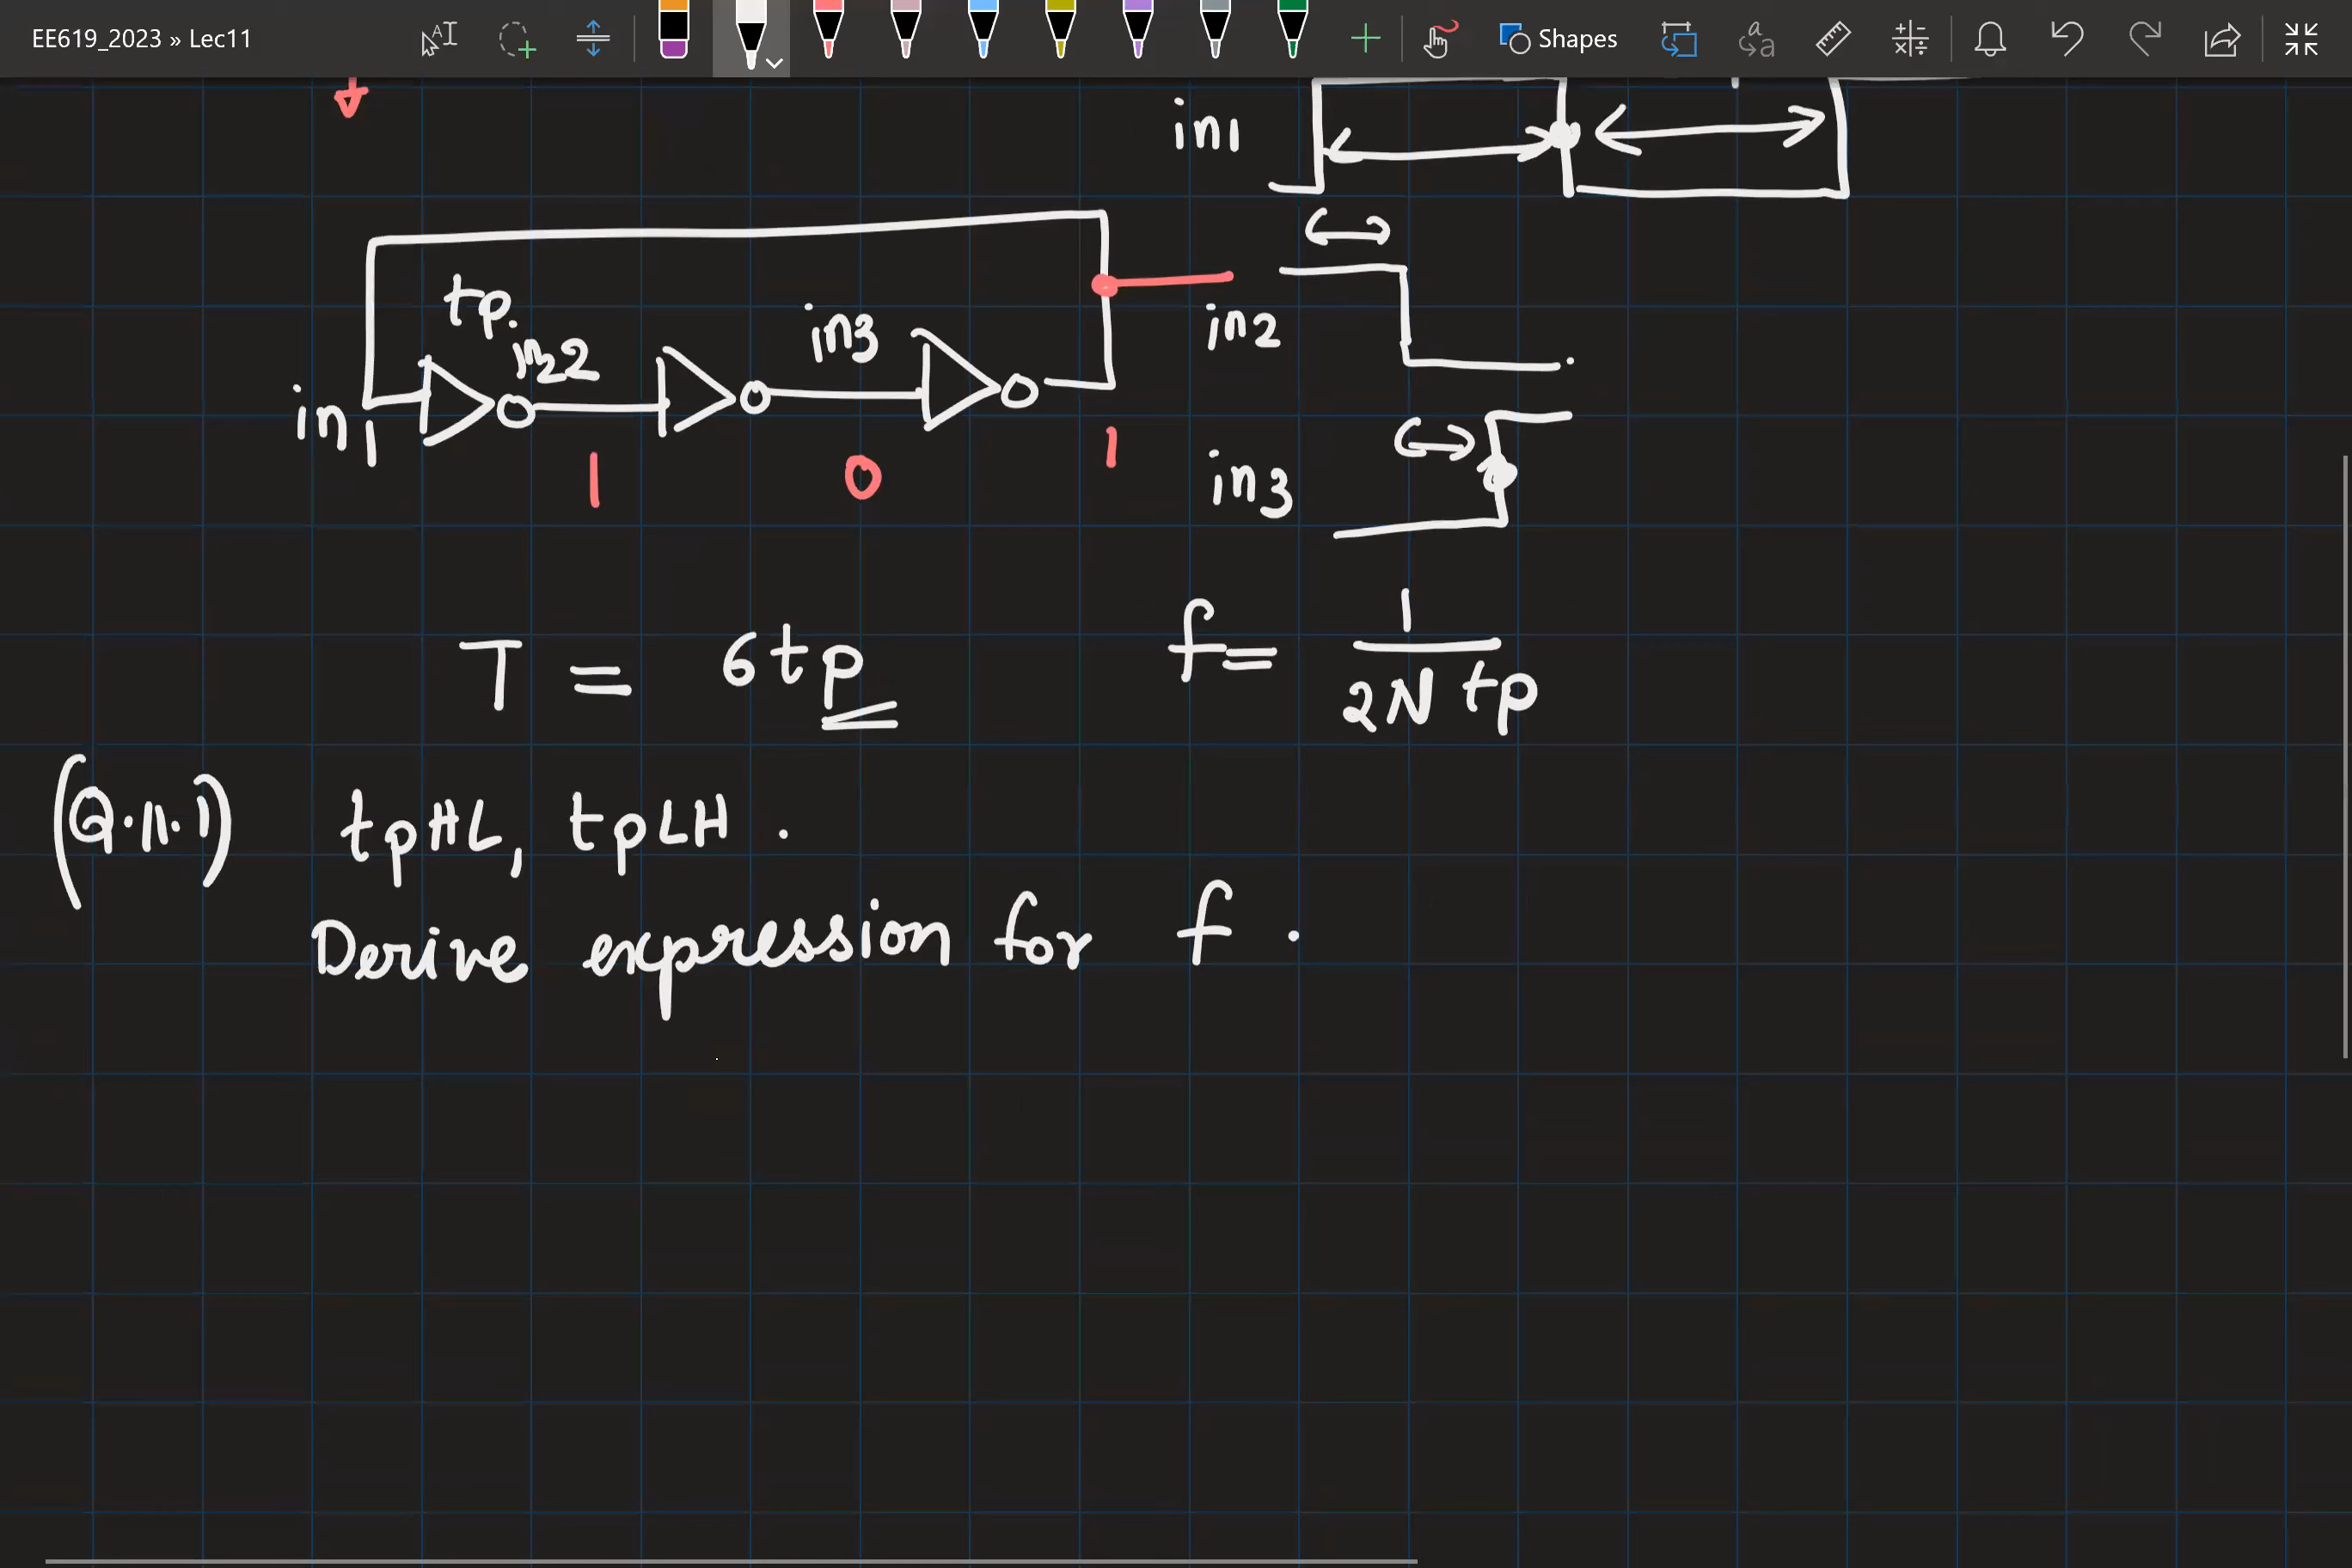 EE619_2023 » Lec11
Shapes
in1
tp.
in2
in3
in2
in1
1
0
1
in3
T = 6tp
f = 1 / 2N tp
(Q.11.1) tpHL, tpLH.
Derive expression for f.